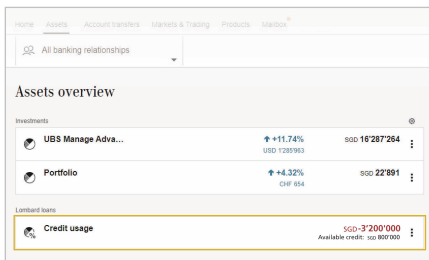 Home Assets Account transfers Markets & Trading Products Mailbox
All banking relationships
Assets overview
Investments
UBS Manage Adva... +11.74% SGD 16'287'264
USD 1'285'983
Portfolio +4.32% SGD 22'891
CHF 654
Lombard loans
Credit usage SGD-3'200'000
Available credit: SGD 800'000